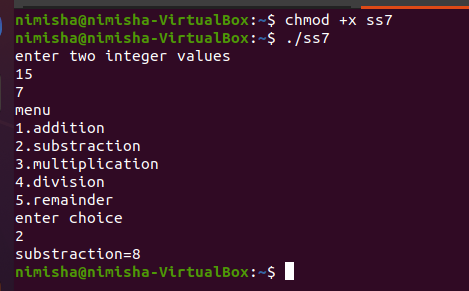 nimisha@nimisha-VirtualBox:~$ chmod +x ss7
nimisha@nimisha-VirtualBox:~$ ./ss7
enter two integer values
15
7
menu
1.addition
2.substraction
3.multiplication
4.division
5.remainder
enter choice
2
substraction=8
nimisha@nimisha-VirtualBox:~$